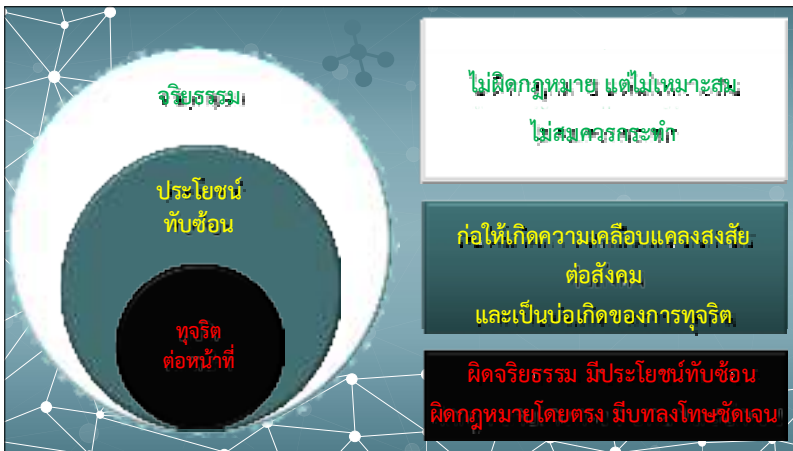 จริยธรรม
ประโยชน์
ทับซ้อน
ทุจริต
ต่อหน้าที่
ไม่ผิดกฎหมาย แต่ไม่เหมาะสม
ไม่สมควรกระทำ
ก่อให้เกิดความเคลือบแคลงสงสัย
ต่อสังคม
และเป็นบ่อเกิดของการทุจริต
ผิดจริยธรรม มีประโยชน์ทับซ้อน
ผิดกฎหมายโดยตรง มีบทลงโทษชัดเจน